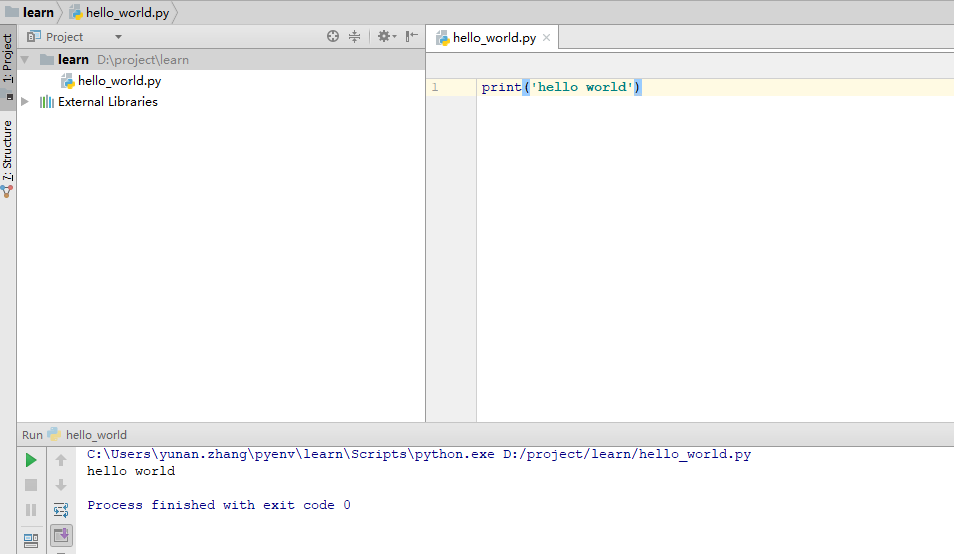 learn hello_world.py
Project
hello_world.py
learn D:\project\learn
hello_world.py
External Libraries
1: Project
7: Structure
1 print('hello world')
Run hello_world
C:\Users\yunan.zhang\pyenv\learn\Scripts\python.exe D:/project/learn/hello_world.py
hello world
Process finished with exit code 0